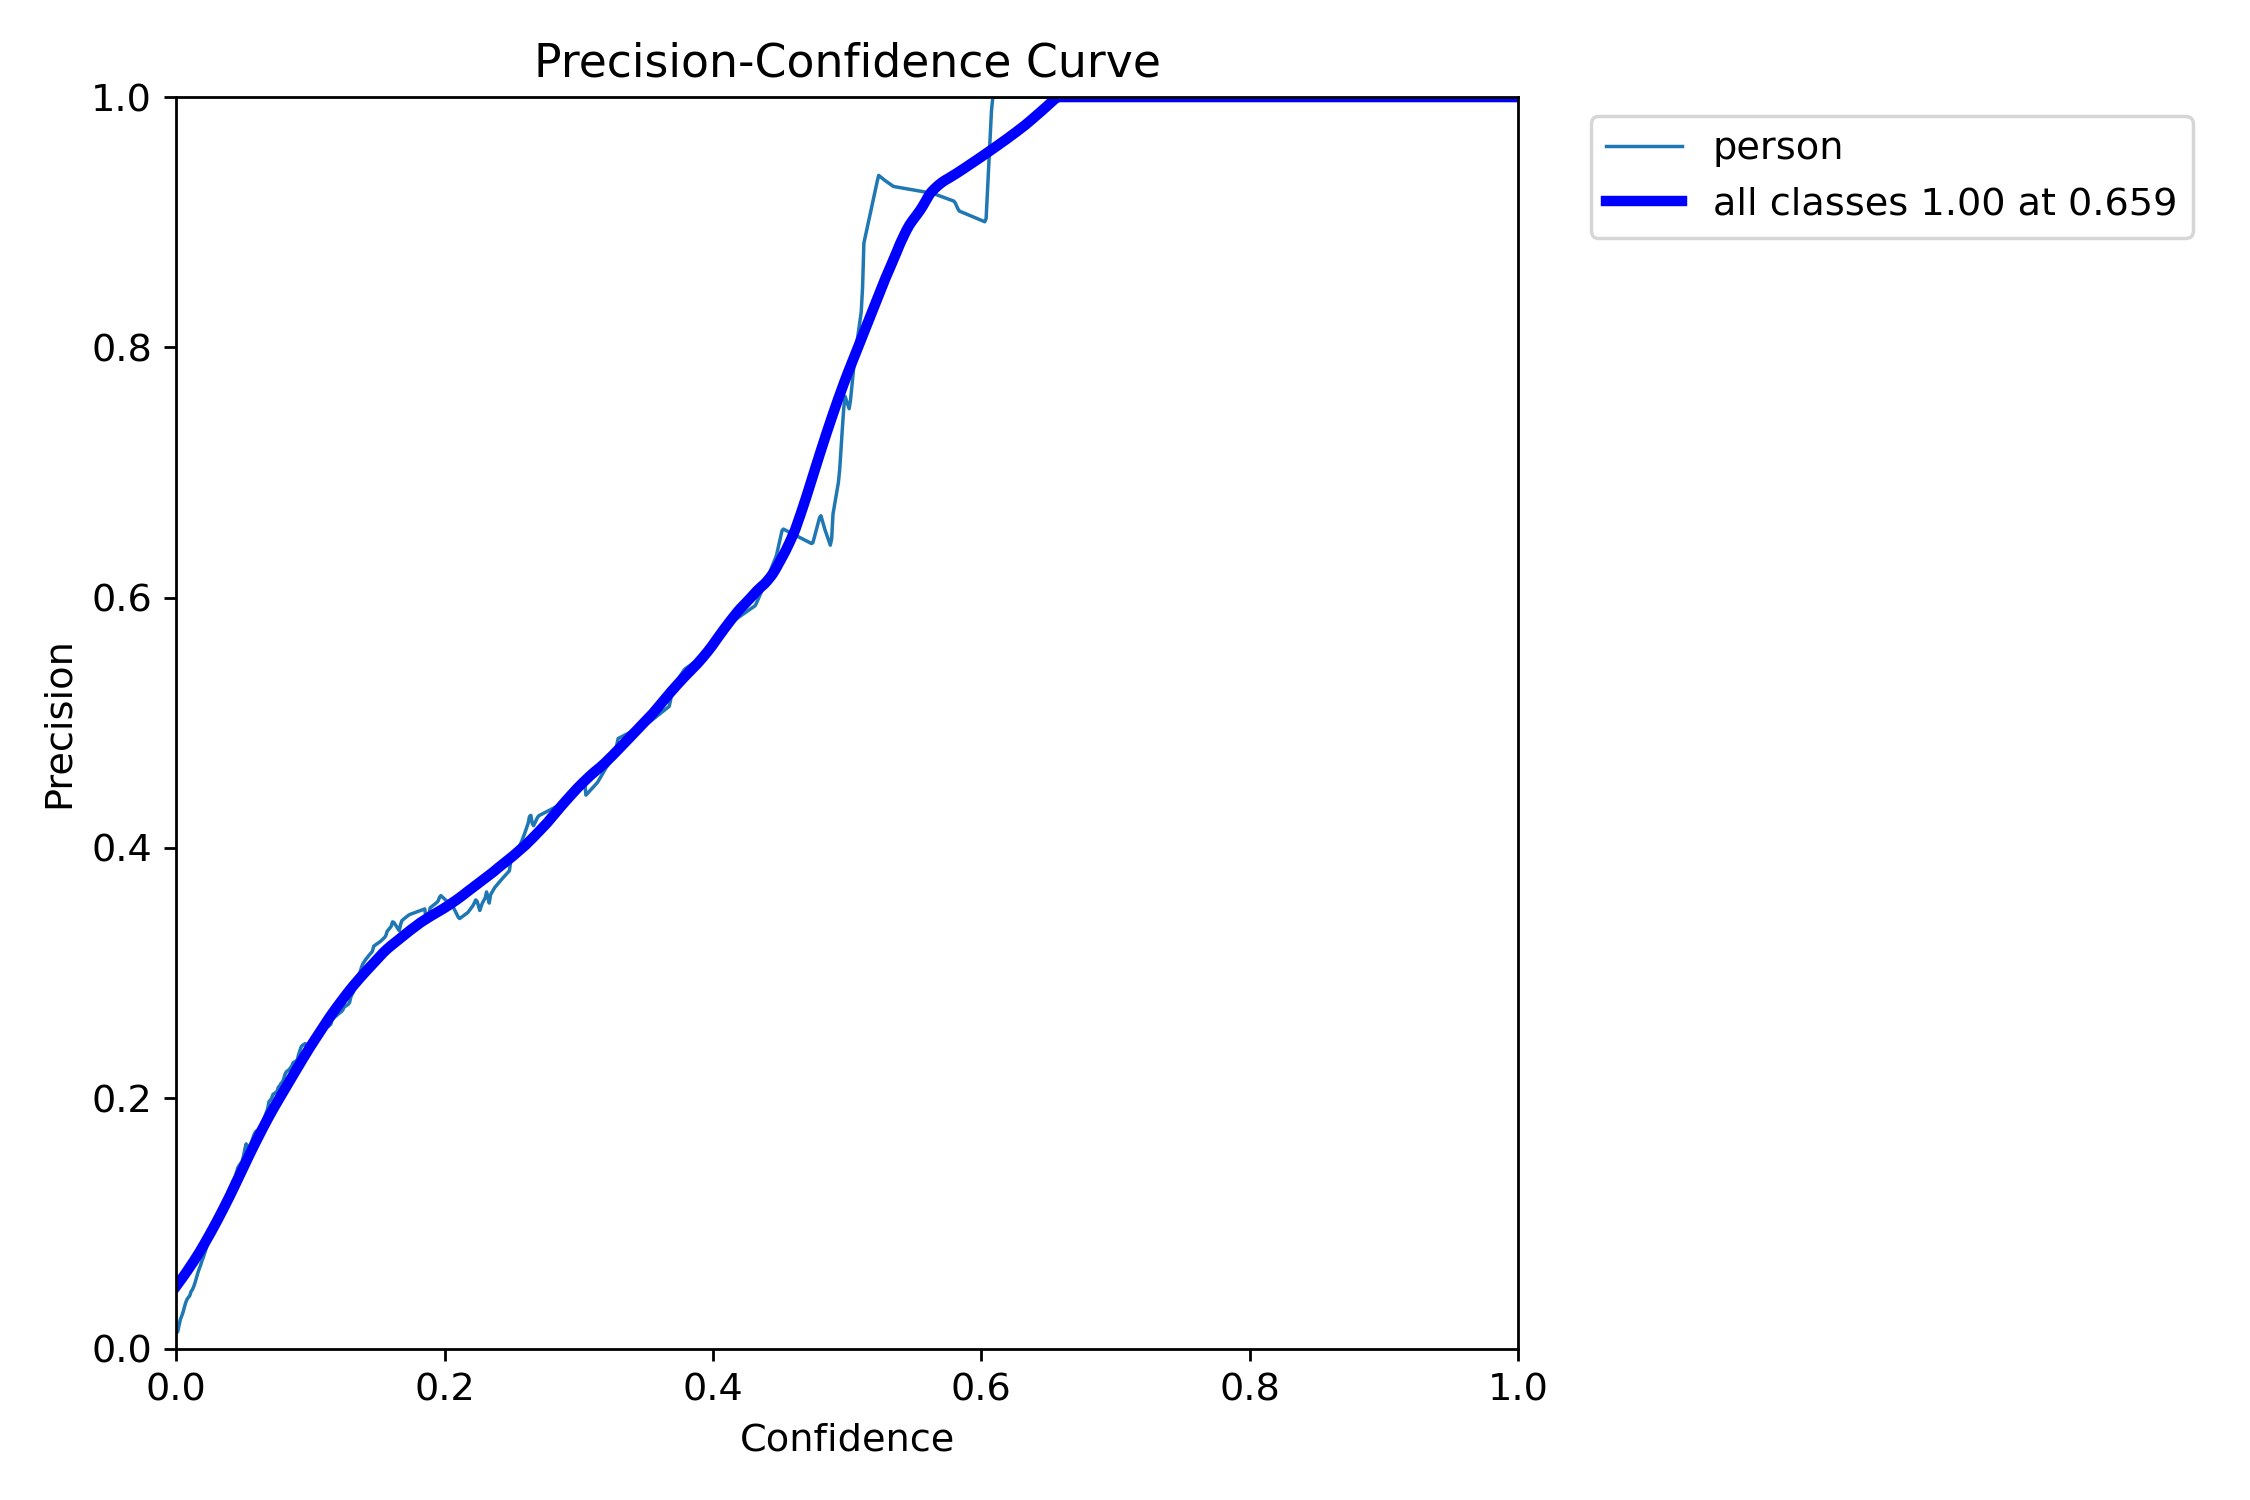 Precision-Confidence Curve
1.0
0.8
0.6
0.4
0.2
0.0
Precision
0.0 0.2 0.4 0.6 0.8 1.0
Confidence
person
all classes 1.00 at 0.659